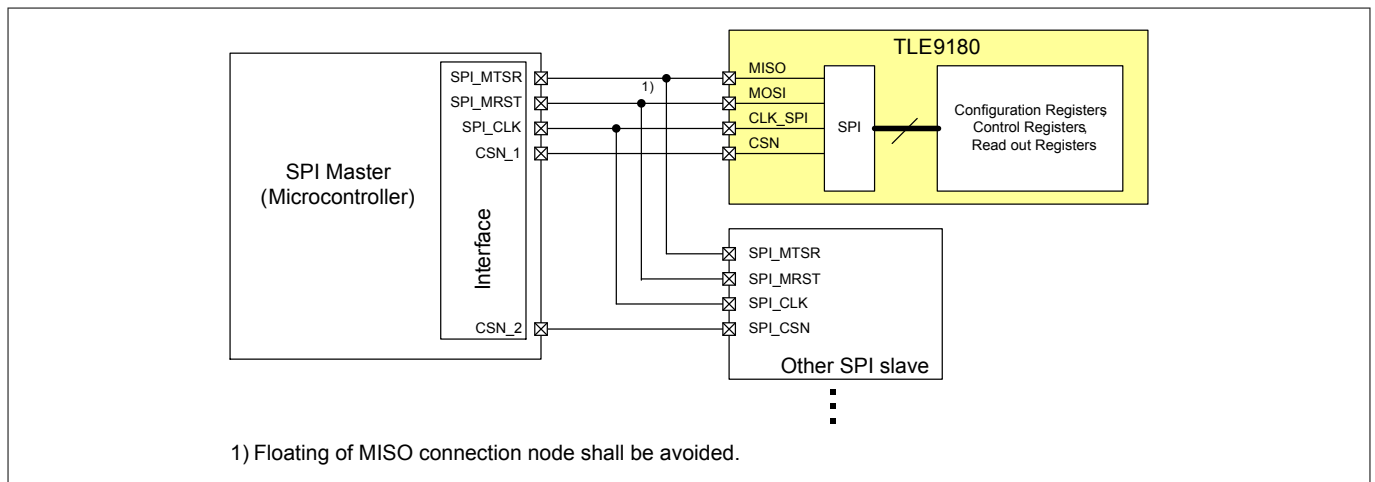 TLE9180
SPI_MTSR
SPI_MRST
SPI_CLK
CSN_1
1)
MISO
MOSI
CLK_SPI
CSN
SPI
Configuration Registers,
Control Registers,
Read out Registers
SPI Master
(Microcontroller)
Interface
CSN_2
SPI_MTSR
SPI_MRST
SPI_CLK
SPI_CSN
Other SPI slave
1) Floating of MISO connection node shall be avoided.